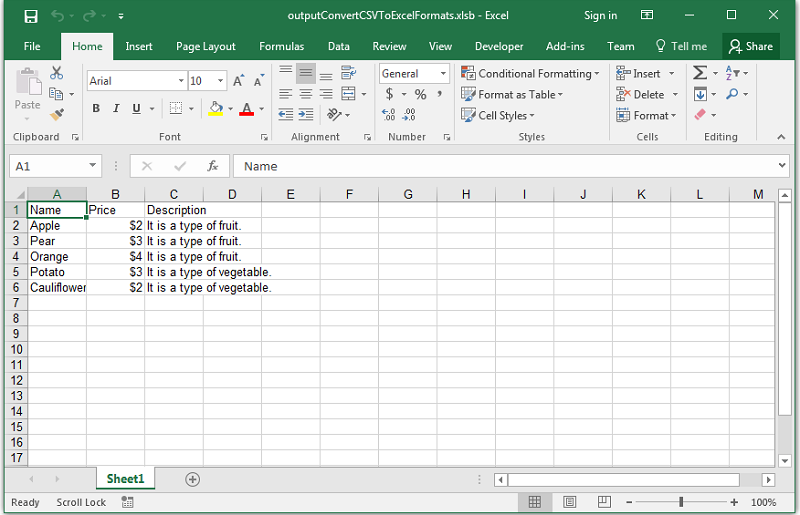 outputConvertCSVToExcelFormats.xlsb - Excel Sign in
File Home Insert Page Layout Formulas Data Review View Developer Add-ins Team Tell me Share
Paste Arial 10 A A General Conditional Formatting Insert
B I U A $ % , Format as Table Delete
Cell Styles Format
Clipboard Font Alignment Number Styles Cells Editing
A1 fx Name
A B C D E F G H I J K L M
1 Name Price Description
2 Apple $2 It is a type of fruit.
3 Pear $3 It is a type of fruit.
4 Orange $4 It is a type of fruit.
5 Potato $3 It is a type of vegetable.
6 Cauliflower $2 It is a type of vegetable.
7
8
9
10
11
12
13
14
15
16
17
Sheet1
Ready Scroll Lock 100%